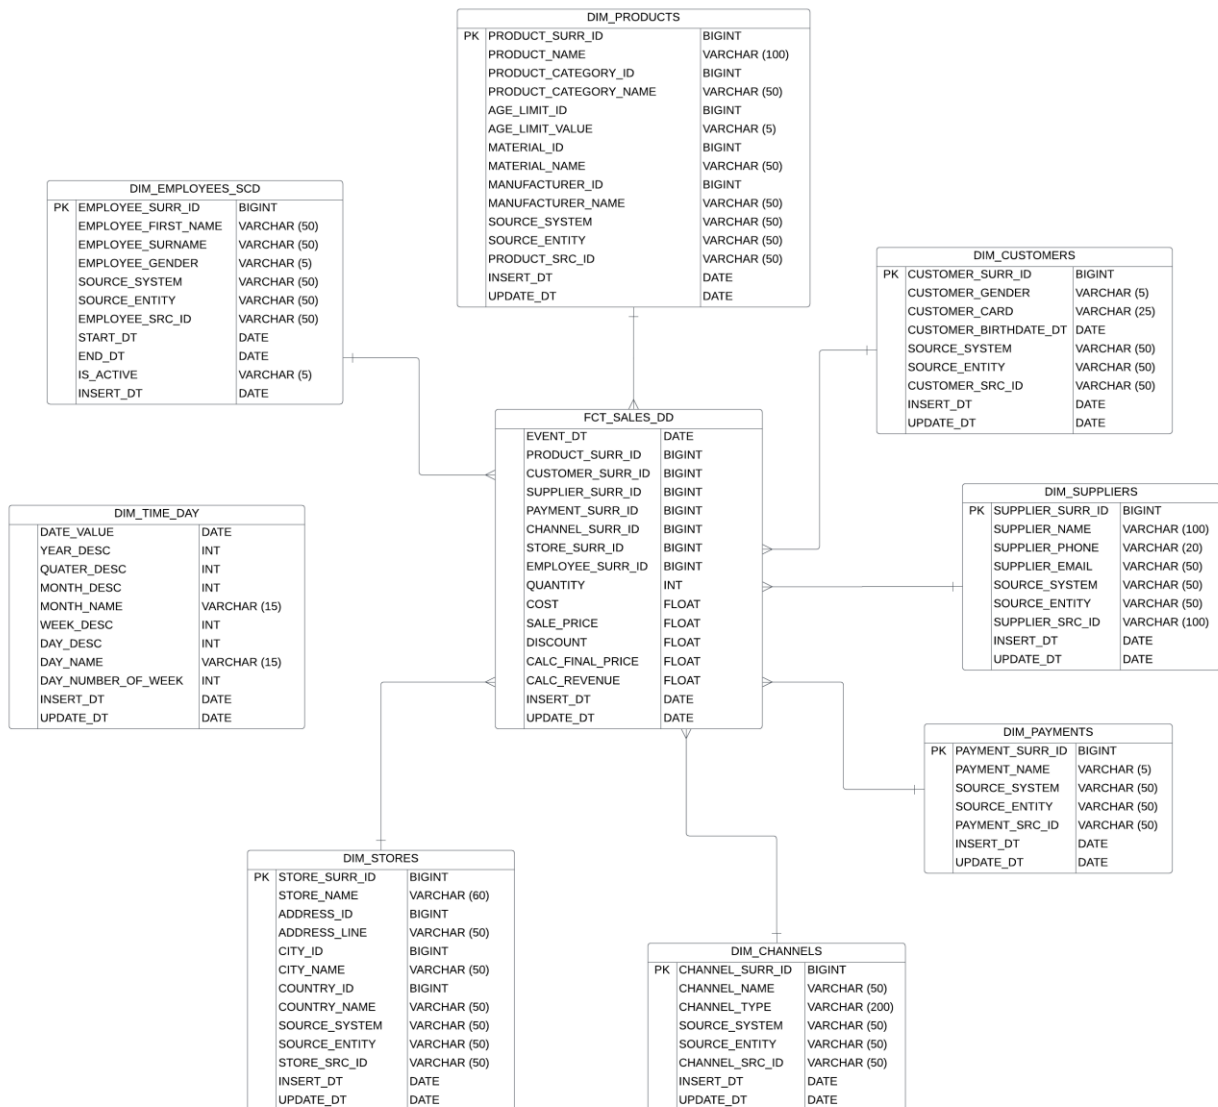 DIM_PRODUCTS
PK PRODUCT_SURR_ID BIGINT
PRODUCT_NAME VARCHAR (100)
PRODUCT_CATEGORY_ID BIGINT
PRODUCT_CATEGORY_NAME VARCHAR (50)
AGE_LIMIT_ID BIGINT
AGE_LIMIT_VALUE VARCHAR (5)
MATERIAL_ID BIGINT
MATERIAL_NAME VARCHAR (50)
MANUFACTURER_ID BIGINT
MANUFACTURER_NAME VARCHAR (50)
SOURCE_SYSTEM VARCHAR (50)
SOURCE_ENTITY VARCHAR (50)
PRODUCT_SRC_ID VARCHAR (50)
INSERT_DT DATE
UPDATE_DT DATE
DIM_EMPLOYEES_SCD
PK EMPLOYEE_SURR_ID BIGINT
EMPLOYEE_FIRST_NAME VARCHAR (50)
EMPLOYEE_SURNAME VARCHAR (50)
EMPLOYEE_GENDER VARCHAR (5)
SOURCE_SYSTEM VARCHAR (50)
SOURCE_ENTITY VARCHAR (50)
EMPLOYEE_SRC_ID VARCHAR (50)
START_DT DATE
END_DT DATE
IS_ACTIVE VARCHAR (5)
INSERT_DT DATE
DIM_CUSTOMERS
PK CUSTOMER_SURR_ID BIGINT
CUSTOMER_GENDER VARCHAR (5)
CUSTOMER_CARD VARCHAR (25)
CUSTOMER_BIRTHDATE_DT DATE
SOURCE_SYSTEM VARCHAR (50)
SOURCE_ENTITY VARCHAR (50)
CUSTOMER_SRC_ID VARCHAR (50)
INSERT_DT DATE
UPDATE_DT DATE
FCT_SALES_DD
EVENT_DT DATE
PRODUCT_SURR_ID BIGINT
CUSTOMER_SURR_ID BIGINT
SUPPLIER_SURR_ID BIGINT
PAYMENT_SURR_ID BIGINT
CHANNEL_SURR_ID BIGINT
STORE_SURR_ID BIGINT
EMPLOYEE_SURR_ID BIGINT
QUANTITY INT
COST FLOAT
SALE_PRICE FLOAT
DISCOUNT FLOAT
CALC_FINAL_PRICE FLOAT
CALC_REVENUE FLOAT
INSERT_DT DATE
UPDATE_DT DATE
DIM_SUPPLIERS
PK SUPPLIER_SURR_ID BIGINT
SUPPLIER_NAME VARCHAR (100)
SUPPLIER_PHONE VARCHAR (20)
SUPPLIER_EMAIL VARCHAR (50)
SOURCE_SYSTEM VARCHAR (50)
SOURCE_ENTITY VARCHAR (50)
SUPPLIER_SRC_ID VARCHAR (100)
INSERT_DT DATE
UPDATE_DT DATE
DIM_TIME_DAY
DATE_VALUE DATE
YEAR_DESC INT
QUATER_DESC INT
MONTH_DESC INT
MONTH_NAME VARCHAR (15)
WEEK_DESC INT
DAY_DESC INT
DAY_NAME VARCHAR (15)
DAY_NUMBER_OF_WEEK INT
INSERT_DT DATE
UPDATE_DT DATE
DIM_PAYMENTS
PK PAYMENT_SURR_ID BIGINT
PAYMENT_NAME VARCHAR (5)
SOURCE_SYSTEM VARCHAR (50)
SOURCE_ENTITY VARCHAR (50)
PAYMENT_SRC_ID VARCHAR (50)
INSERT_DT DATE
UPDATE_DT DATE
DIM_STORES
PK STORE_SURR_ID BIGINT
STORE_NAME VARCHAR (60)
ADDRESS_ID BIGINT
ADDRESS_LINE VARCHAR (50)
CITY_ID BIGINT
CITY_NAME VARCHAR (50)
COUNTRY_ID BIGINT
COUNTRY_NAME VARCHAR (50)
SOURCE_SYSTEM VARCHAR (50)
SOURCE_ENTITY VARCHAR (50)
STORE_SRC_ID VARCHAR (50)
INSERT_DT DATE
UPDATE_DT DATE
DIM_CHANNELS
PK CHANNEL_SURR_ID BIGINT
CHANNEL_NAME VARCHAR (50)
CHANNEL_TYPE VARCHAR (200)
SOURCE_SYSTEM VARCHAR (50)
SOURCE_ENTITY VARCHAR (50)
CHANNEL_SRC_ID VARCHAR (50)
INSERT_DT DATE
UPDATE_DT DATE